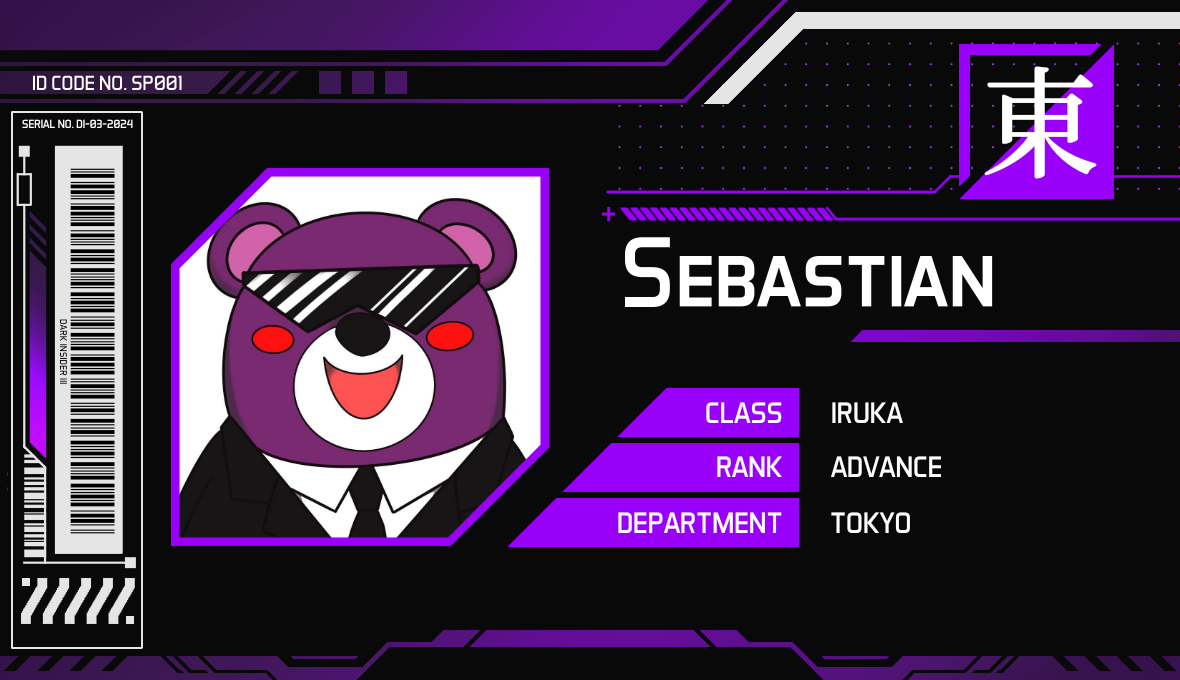 ID CODE NO. SP001
SERIAL NO. DI-03-2024
DARK INSIDER III
東
SEBASTIAN
CLASS IRUKA
RANK ADVANCE
DEPARTMENT TOKYO